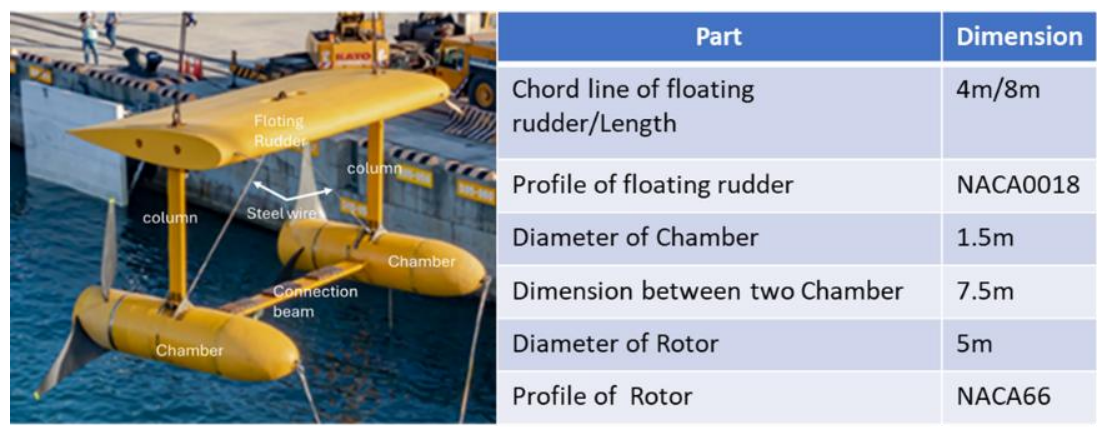 KATO
Floting
Rudder
column
column
Steel wire
Chamber
Connection
beam
Chamber
Part Dimension
Chord line of floating 4m/8m
rudder/Length
Profile of floating rudder NACA0018
Diameter of Chamber 1.5m
Dimension between two Chamber 7.5m
Diameter of Rotor 5m
Profile of Rotor NACA66